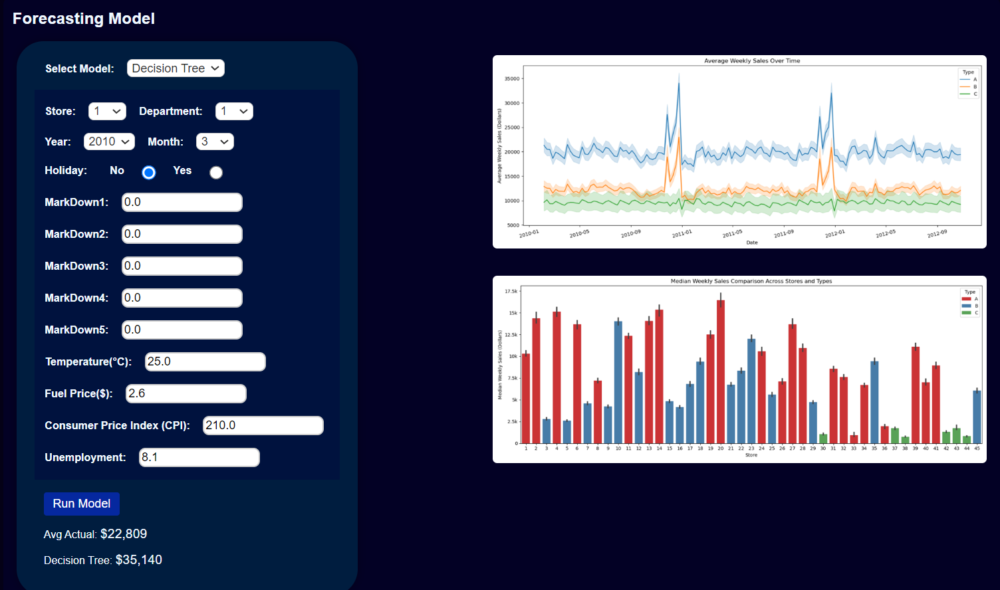 Forecasting Model
Select Model: Decision Tree
Store: 1 Department: 1
Year: 2010 Month: 3
Holiday: No Yes
MarkDown1: 0.0
MarkDown2: 0.0
MarkDown3: 0.0
MarkDown4: 0.0
MarkDown5: 0.0
Temperature(°C): 25.0
Fuel Price($): 2.6
Consumer Price Index (CPI): 210.0
Unemployment: 8.1
Run Model
Avg Actual: $22,809
Decision Tree: $35,140
Average Weekly Sales Over Time
Type
A
B
C
Average Weekly Sales (Dollars)
35000
30000
25000
20000
15000
10000
5000
2010-01 2010-05 2010-09 2011-01 2011-05 2011-09 2012-01 2012-05 2012-09
Date
Median Weekly Sales Comparison Across Stores and Types
Type
A
B
C
Median Weekly Sales (Dollars)
17.5k
15k
12.5k
10k
7.5k
5k
2.5k
0
1 2 3 4 5 6 7 8 9 10 11 12 13 14 15 16 17 18 19 20 21 22 23 24 25 26 27 28 29 30 31 32 33 34 35 36 37 38 39 40 41 42 43 44 45
Store